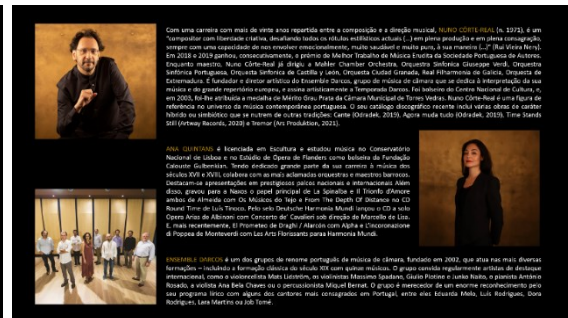 Com uma carreira com mais de vinte anos repartida entre a composição e a direção musical, NUNO CÔRTE-REAL (n. 1971), é um
"compositor com liberdade criativa, desafiando todos os rótulos estilísticos actuais (...) em plena produção e em plena consagração,
sempre com uma capacidade de nos envolver emocionalmente, muito saudável e muito pura, à sua maneira (...)" (Rui Vieira Nery).
Em 2018 e 2019 ganhou, consecutivamente, o prémio de Melhor Trabalho de Música Erudita da Sociedade Portuguesa de Autores.
Enquanto maestro, Nuno Côrte-Real já dirigiu a Mahler Chamber Orchestra, Orquestra Sinfónica Giuseppe Verdi, Orquestra
Sinfónica Portuguesa, Orquesta Sinfónica de Castilla y León, Orquesta Ciudad Granada, Real Filharmonia de Galicia, Orquesta de
Extremadura. É fundador e diretor artístico do Ensemble Darcos, grupo de música de câmara que se dedica à interpretação da sua
música e do grande repertório europeu, e assina artisticamente a Temporada Darcos. Foi bolseiro do Centro Nacional de Cultura, e,
em 2003, foi-lhe atribuída a medalha de Mérito Grau Prata da Câmara Municipal de Torres Vedras. Nuno Côrte-Real é uma figura de
referência no universo da música contemporânea portuguesa. O seu catálogo discográfico recente inclui várias obras de caráter
híbrido ou simbiótico que se nutrem de outras tradições: Cante (Odradek, 2019), Agora muda tudo (Odradek, 2019), Time Stands
Still (Artway Records, 2020) e Tremor (Ars Produktion, 2021).
ANA QUINTANS é licenciada em Escultura e estudou música no Conservatório
Nacional de Lisboa e no Estúdio de Ópera de Flanders como bolseira da Fundação
Calouste Gulbenkian. Tendo dedicado grande parte da sua carreira à música dos
séculos XVII e XVIII, colabora com as mais aclamadas orquestras e maestros barrocos.
Destacam-se apresentações em prestigiosos palcos nacionais e internacionais Além
disso, gravou para a Naxos o papel principal de La Spinalba e Il Trionfo d'Amore
ambos de Almeida com Os Músicos do Tejo e From The Depth Of Distance no CD
Round Time de Luís Tinoco. Pelo selo Deutsche Harmonia Mundi lançou o CD a solo
Opera Arias de Albinoni com Concerto de' Cavalieri sob direção de Marcello de Lisa.
E, mais recentemente, Il Prometeo de Draghi / Alarcón com Alpha e L'Incoronazione
di Poppea de Monteverdi com Les Arts Florissants paraa Harmonia Mundi.
ENSEMBLE DARCOS é um dos grupos de renome português de música de câmara, fundado em 2002, que atua nas mais diversas
formações – incluindo a formação clássica do século XIX com quinze músicos. O grupo convida regularmente artistas de destaque
internacional, como o violoncelista Mats Lidström, os violinistas Massimo Spadano, Giulio Plotino e Junko Naito, o pianista António
Rosado, a violista Ana Bela Chaves ou o percussionista Miquel Bernat. O grupo é merecedor de um enorme reconhecimento pelo
seu programa lírico com alguns dos cantores mais consagrados em Portugal, entre eles Eduarda Melo, Luís Rodrigues, Dora
Rodrigues, Lara Martins ou Job Tomé.